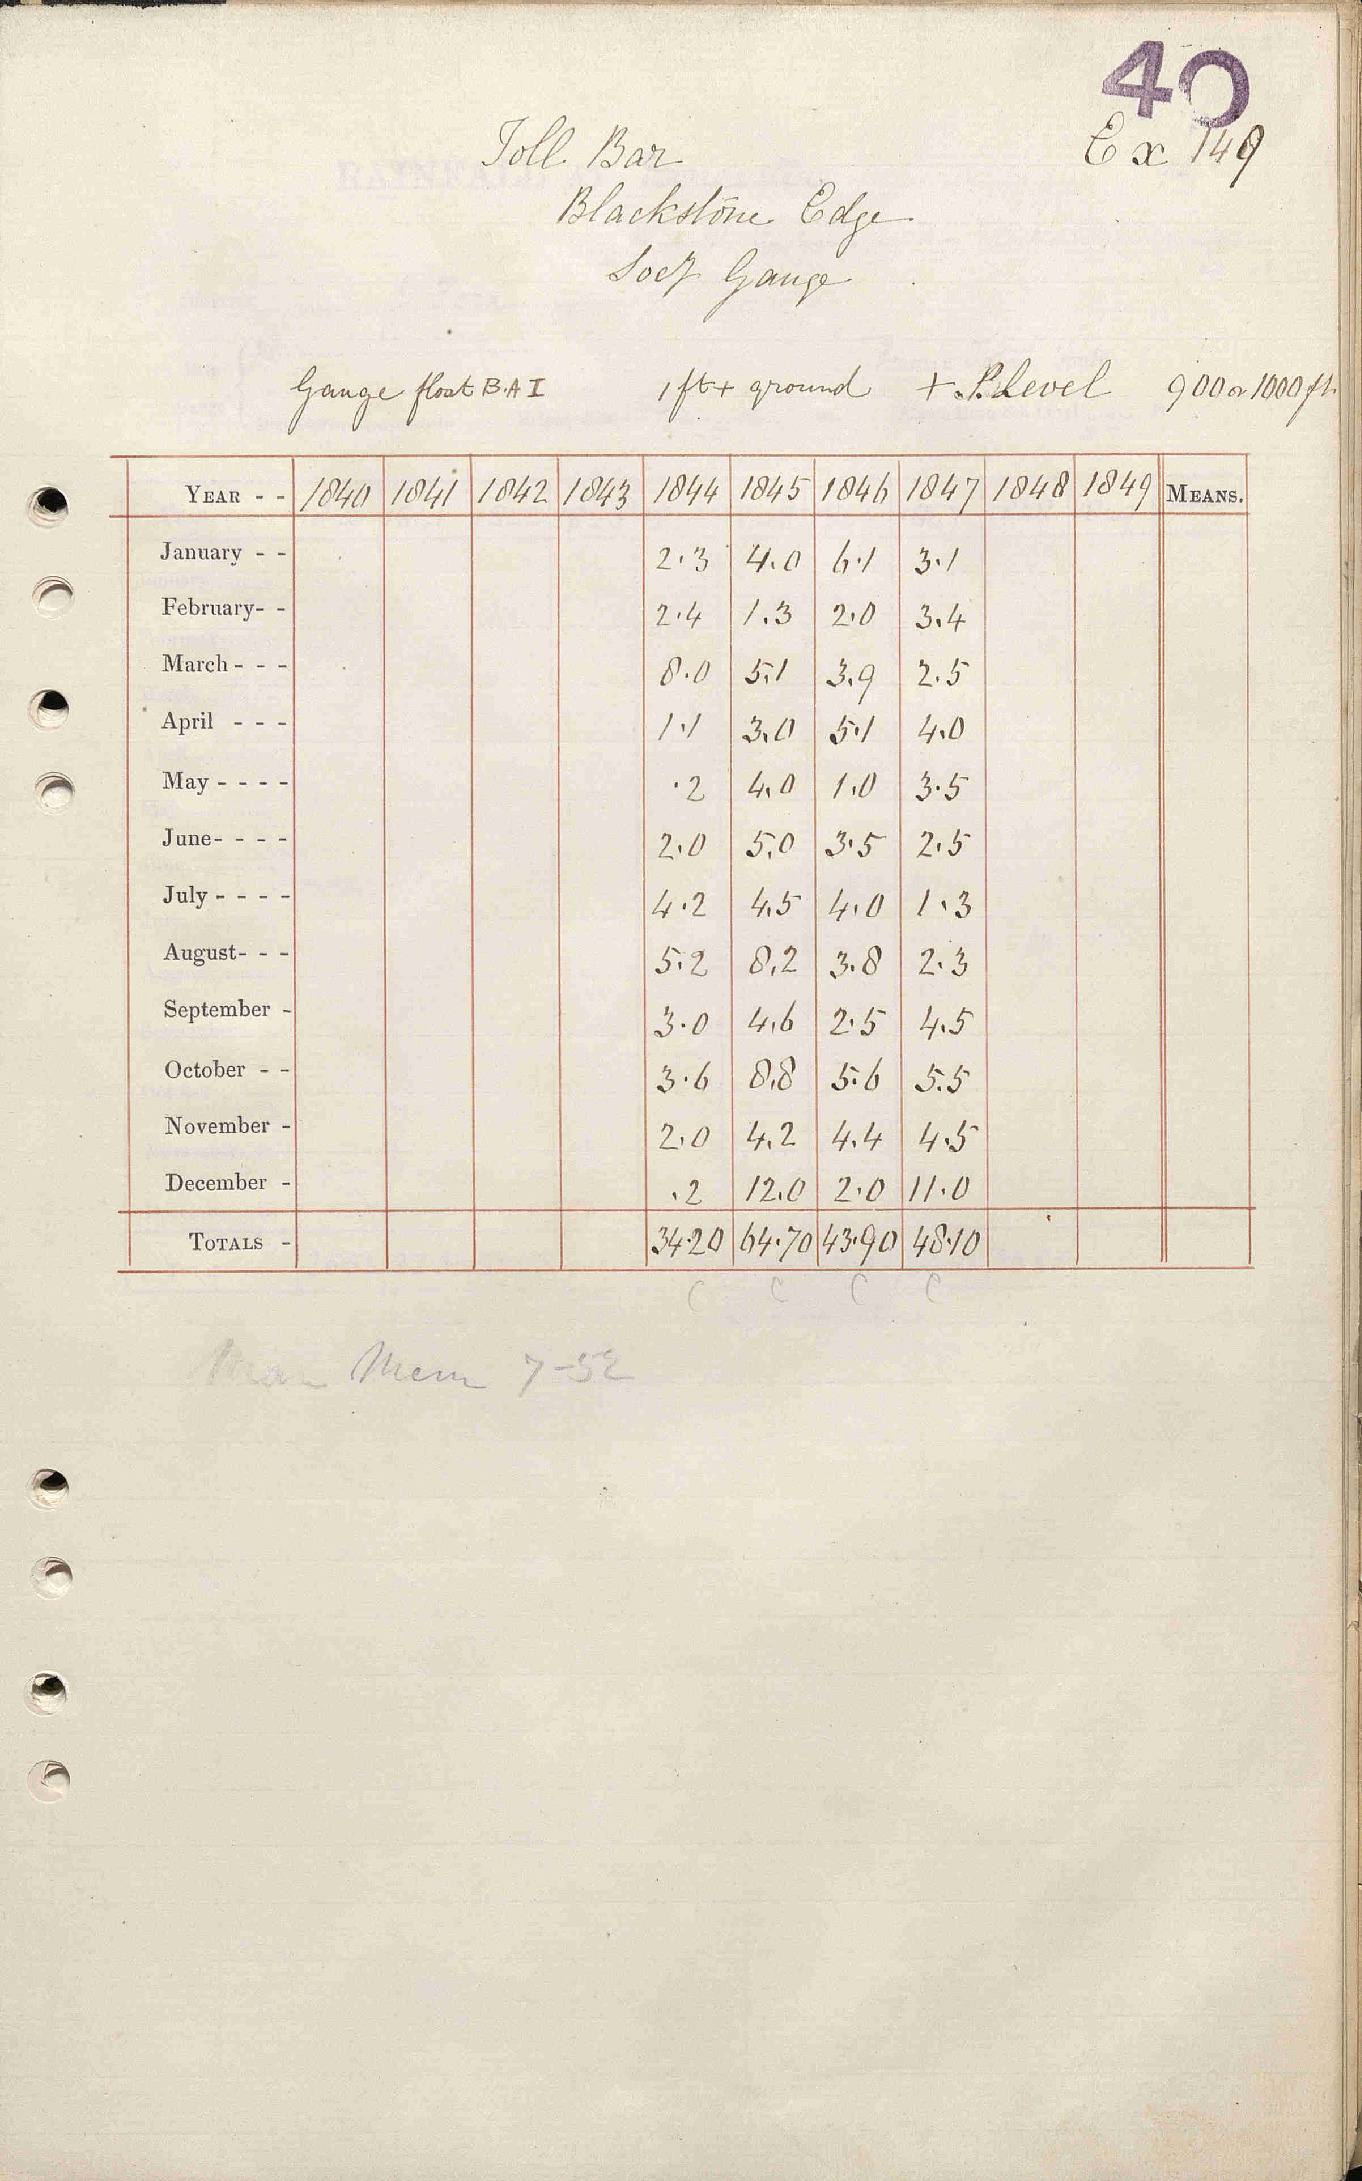 40
Ex 149
Toll Bar
Blackstone Edge
Socy Gauge
Gauge float B.A I 1 ft + ground + S. Level 900 or 1000 ft.
YEAR - - 1840 1841 1842 1843 1844 1845 1846 1847 1848 1849 MEANS.
January - - 2.3 4.0 6.1 3.1
February- - 2.4 1.3 2.0 3.4
March - - - 8.0 5.1 3.9 2.5
April - - - 1.1 3.0 5.1 4.0
May - - - - .2 4.0 1.0 3.5
June- - - - 2.0 5.0 3.5 2.5
July - - - - 4.2 4.5 4.0 1.3
August- - - 5.2 8.2 3.8 2.3
September - 3.0 4.6 2.5 4.5
October - - 3.6 8.8 5.6 5.5
November - 2.0 4.2 4.4 4.5
December - .2 12.0 2.0 11.0
TOTALS - 34.20 64.70 43.90 48.10
C C C C
Mem 7-52